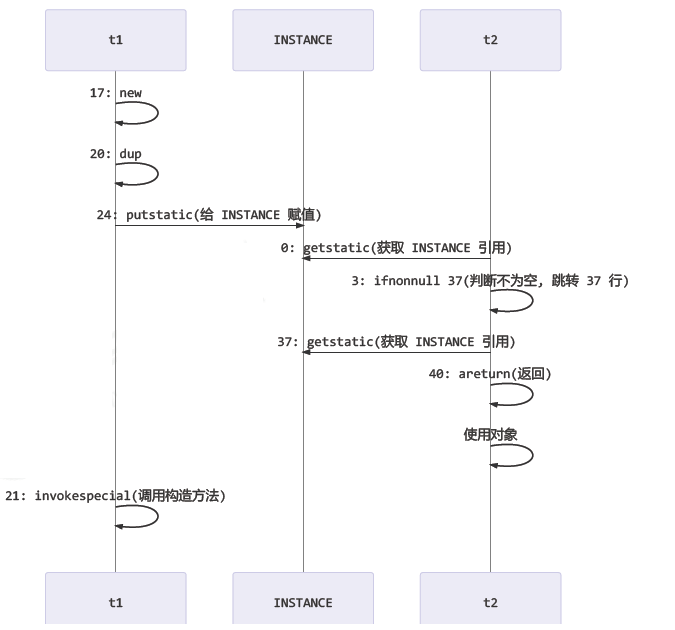 t1 INSTANCE t2
17: new
20: dup
24: putstatic(给 INSTANCE 赋值)
0: getstatic(获取 INSTANCE 引用)
3: ifnonnull 37(判断不为空, 跳转 37 行)
37: getstatic(获取 INSTANCE 引用)
40: areturn(返回)
使用对象
21: invokespecial(调用构造方法)
t1 INSTANCE t2